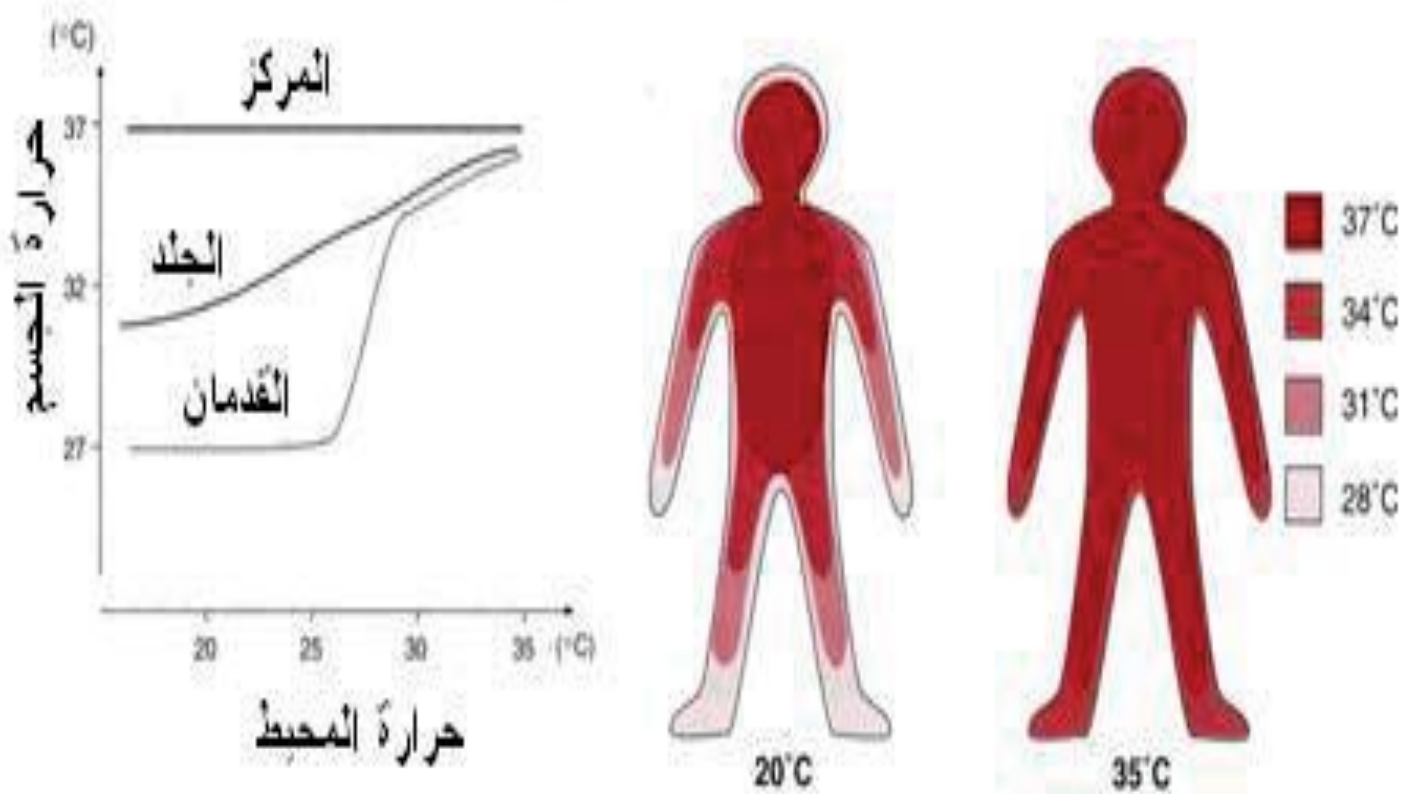 (°C)
المركز
37
حرارة الجسم
الجلد
32
القدمان
27
20
25
30
35
(°C)
حرارة المحيط
37°C
34°C
31°C
28°C
20°C
35°C